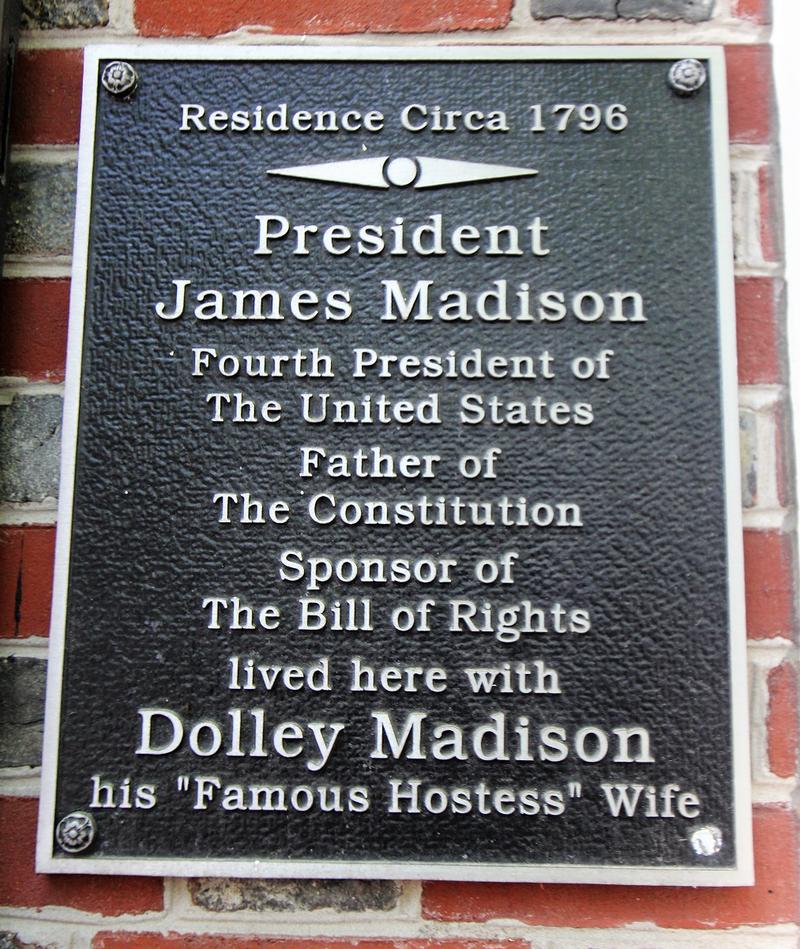 Residence Circa 1796
President
James Madison
Fourth President of
The United States
Father of
The Constitution
Sponsor of
The Bill of Rights
lived here with
Dolley Madison
his "Famous Hostess" Wife